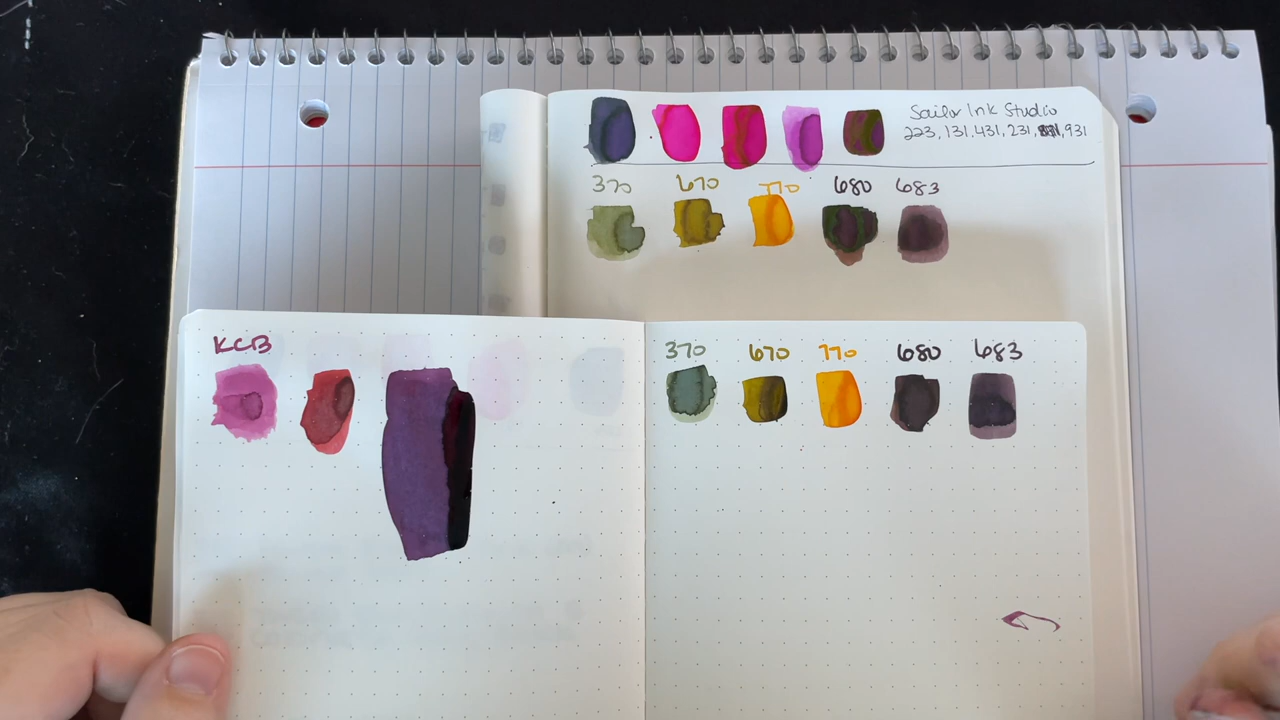 Sailor Ink Studio
223, 131, 431, 231, 931
370 670 770 680 683
KCB
370 670 770 680 683